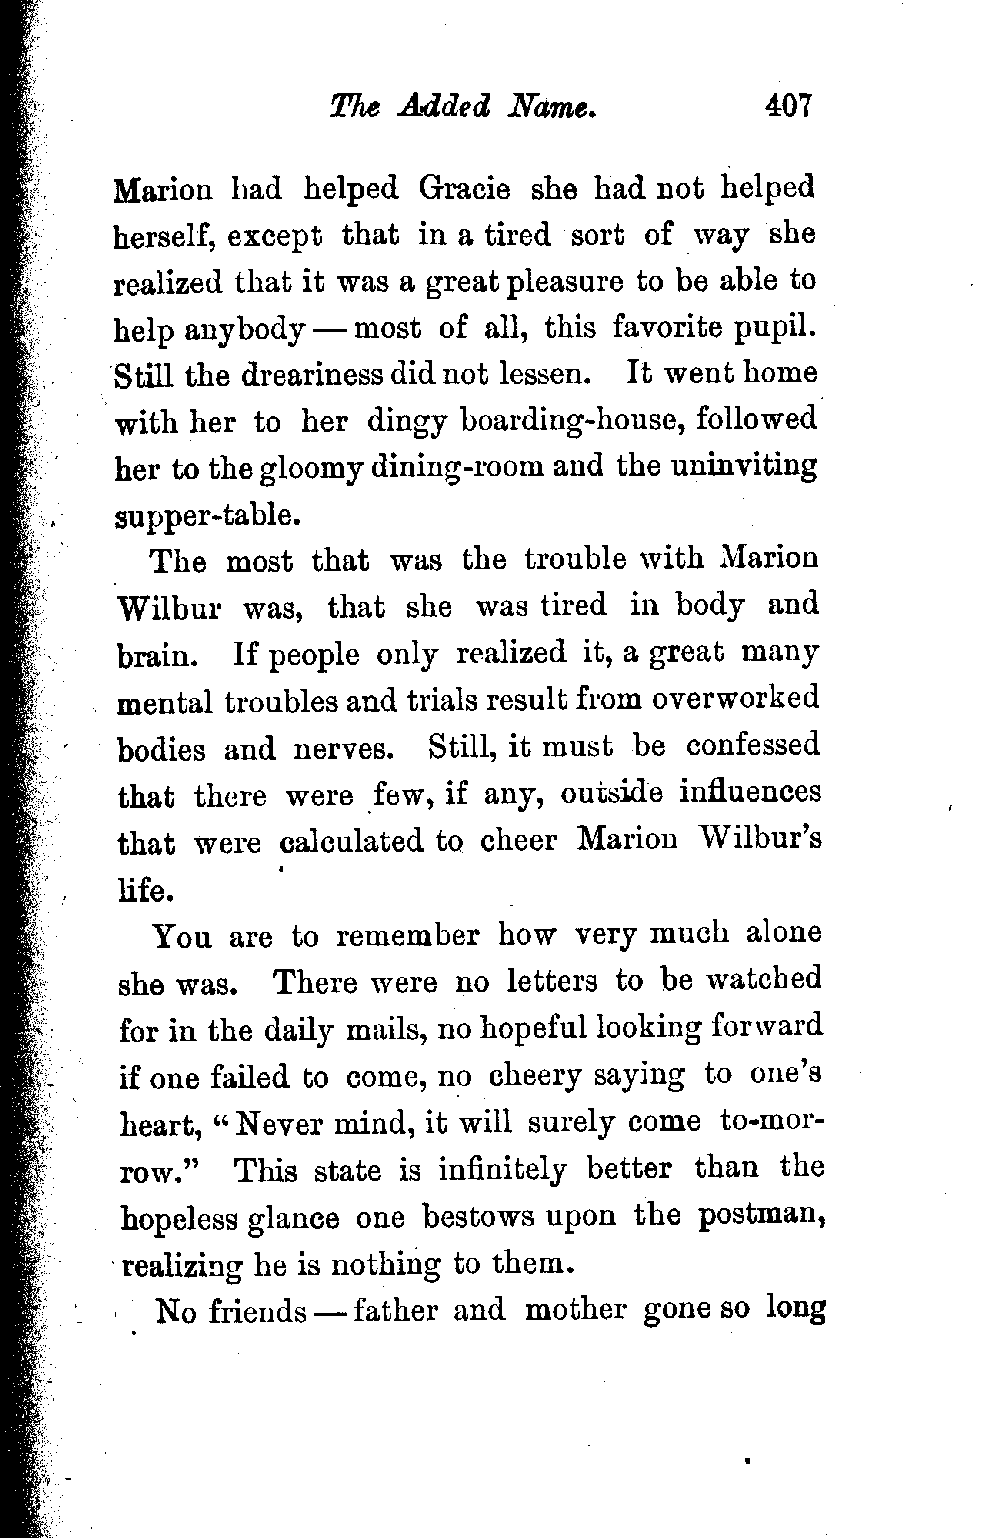 The Added Name. 407
Marion had helped Gracie she had not helped
herself, except that in a tired sort of way she
realized that it was a great pleasure to be able to
help anybody — most of all, this favorite pupil.
Still the dreariness did not lessen. It went home
with her to her dingy boarding-house, followed
her to the gloomy dining-room and the uninviting
supper-table.
The most that was the trouble with Marion
Wilbur was, that she was tired in body and
brain. If people only realized it, a great many
mental troubles and trials result from overworked
bodies and nerves. Still, it must be confessed
that there were few, if any, outside influences
that were calculated to cheer Marion Wilbur's
life.
You are to remember how very much alone
she was. There were no letters to be watched
for in the daily mails, no hopeful looking forward
if one failed to come, no cheery saying to one's
heart, "Never mind, it will surely come to-mor-
row." This state is infinitely better than the
hopeless glance one bestows upon the postman,
realizing he is nothing to them.
No friends — father and mother gone so long